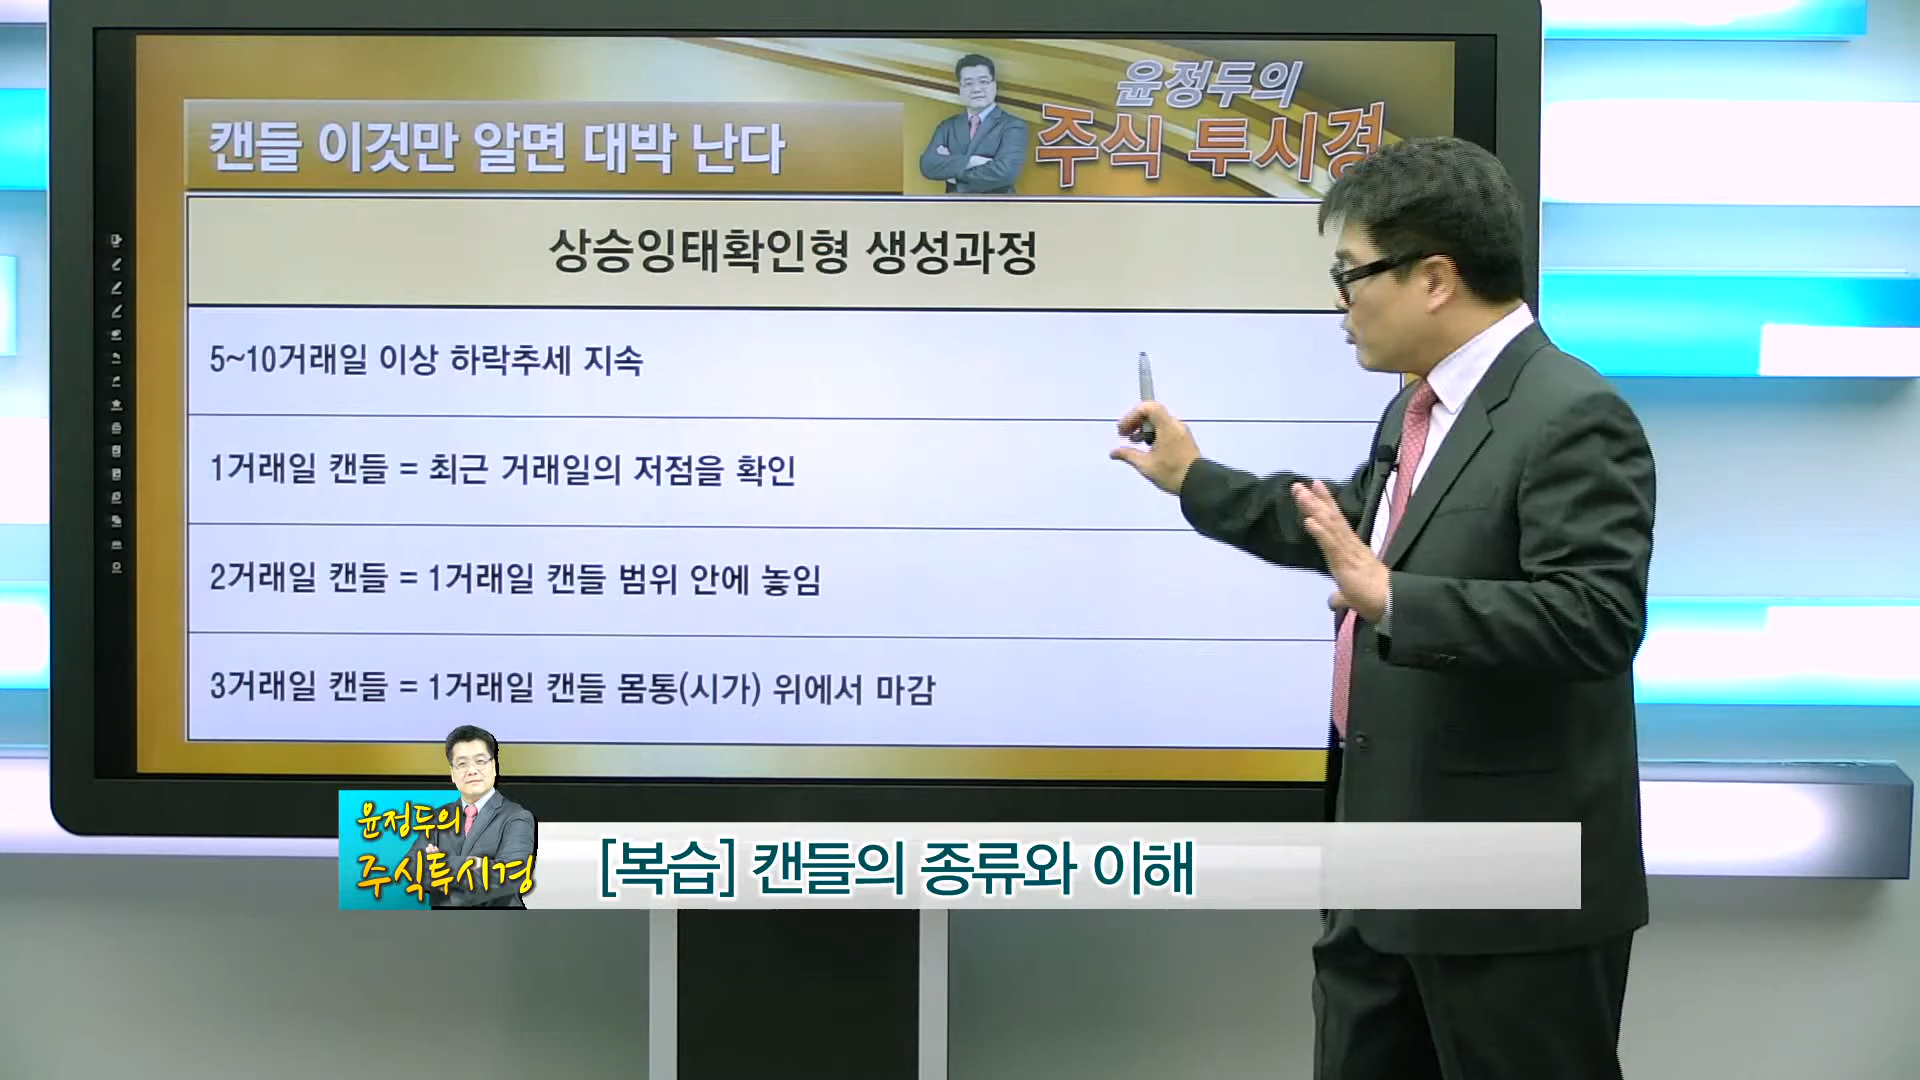 윤정두의
주식 투시경
캔들 이것만 알면 대박 난다
상승잉태확인형 생성과정
5~10거래일 이상 하락추세 지속
1거래일 캔들 = 최근 거래일의 저점을 확인
2거래일 캔들 = 1거래일 캔들 범위 안에 놓임
3거래일 캔들 = 1거래일 캔들 몸통(시가) 위에서 마감
윤정두의
주식투시경
[복습] 캔들의 종류와 이해